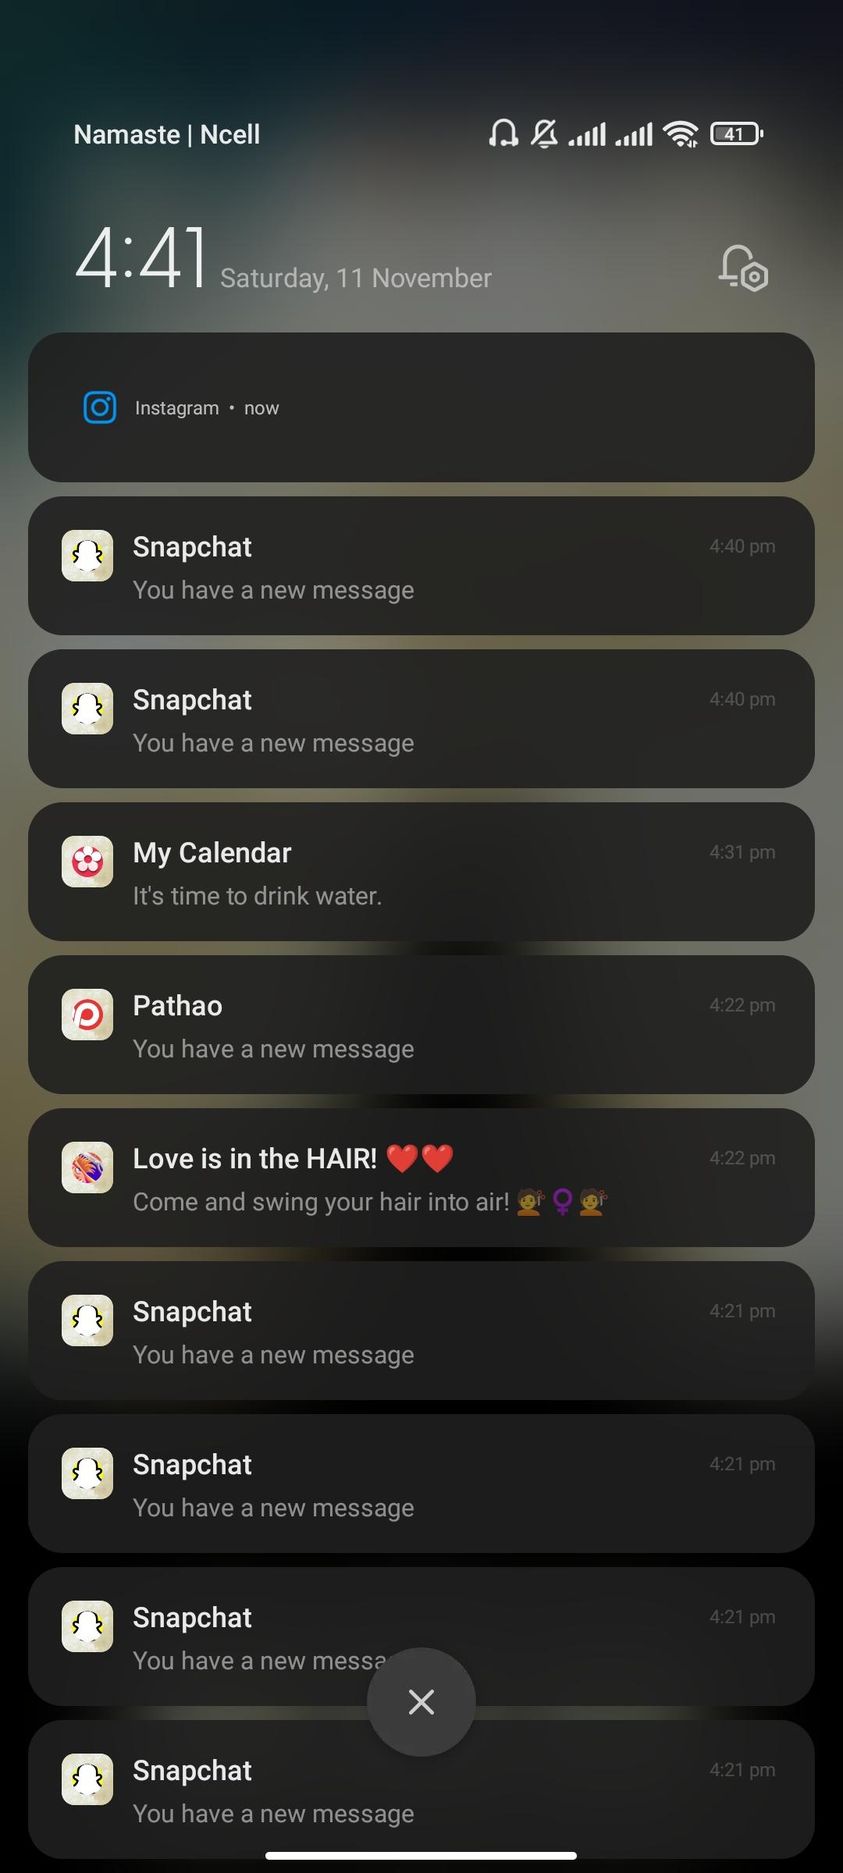 Namaste | Ncell
41
4:41 Saturday, 11 November
Instagram • now
Snapchat 4:40 pm
You have a new message
Snapchat 4:40 pm
You have a new message
My Calendar 4:31 pm
It's time to drink water.
Pathao 4:22 pm
You have a new message
Love is in the HAIR! ❤️❤️ 4:22 pm
Come and swing your hair into air! 💇♀️💇
Snapchat 4:21 pm
You have a new message
Snapchat 4:21 pm
You have a new message
Snapchat 4:21 pm
You have a new messa
Snapchat 4:21 pm
You have a new message